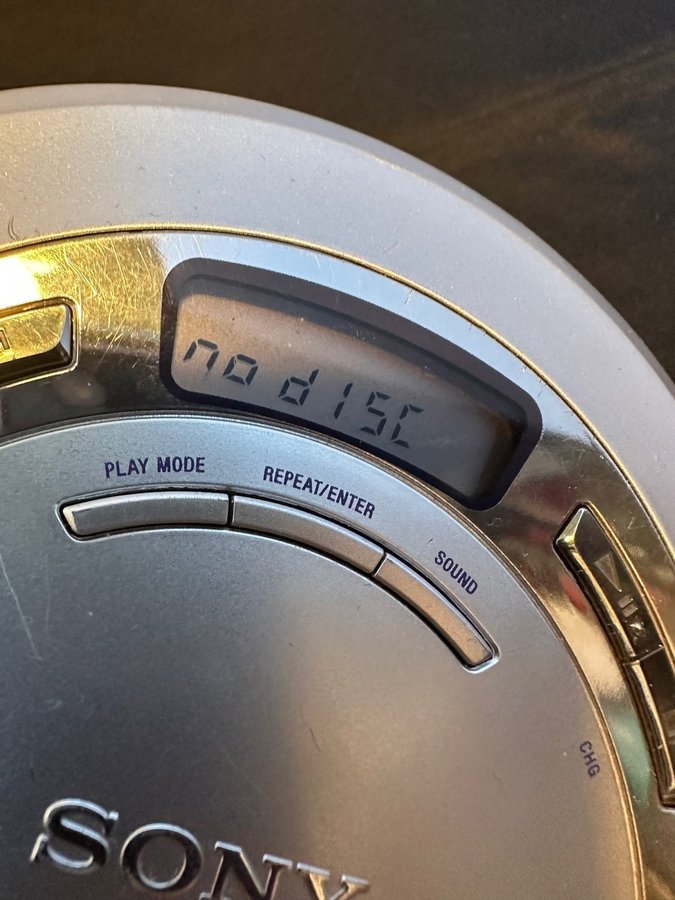 no dISC
PLAY MODE
REPEAT/ENTER
SOUND
CHG
SONY